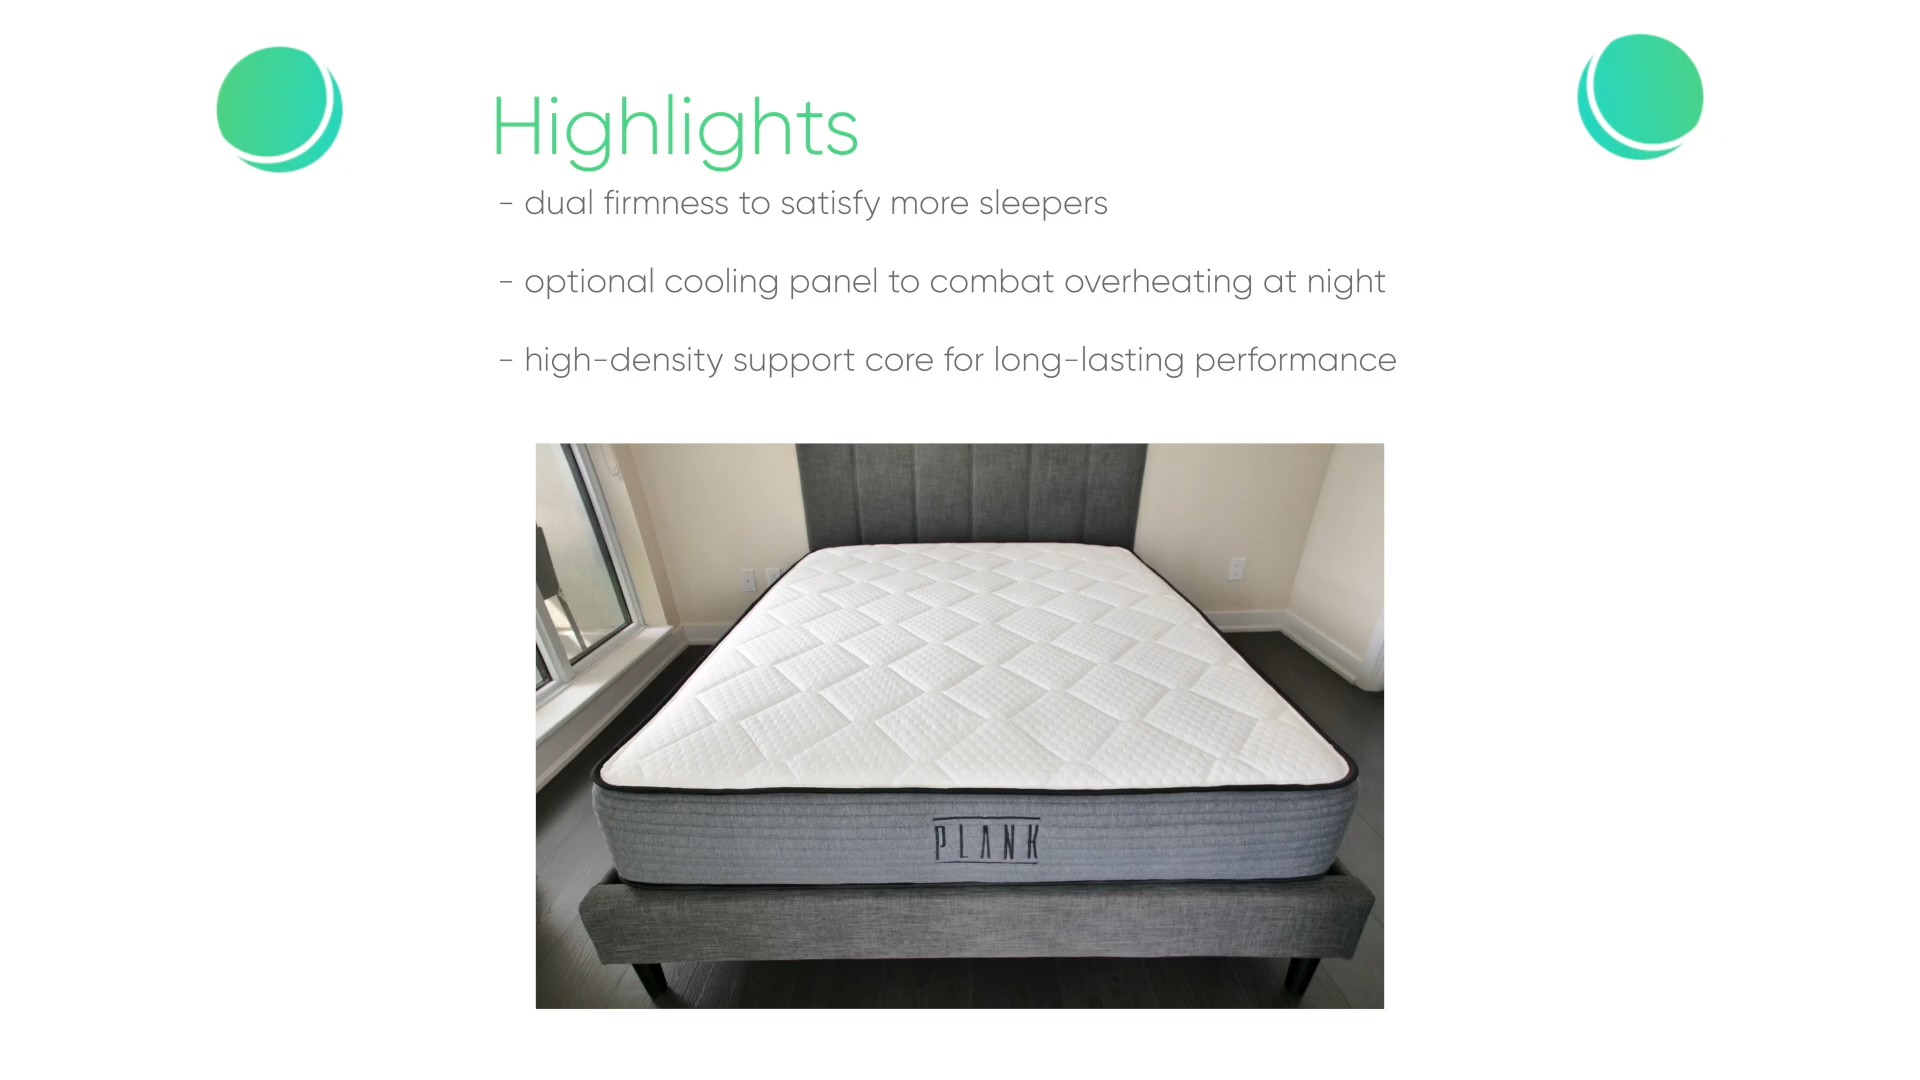 Highlights
- dual firmness to satisfy more sleepers
- optional cooling panel to combat overheating at night
- high-density support core for long-lasting performance
PLANK